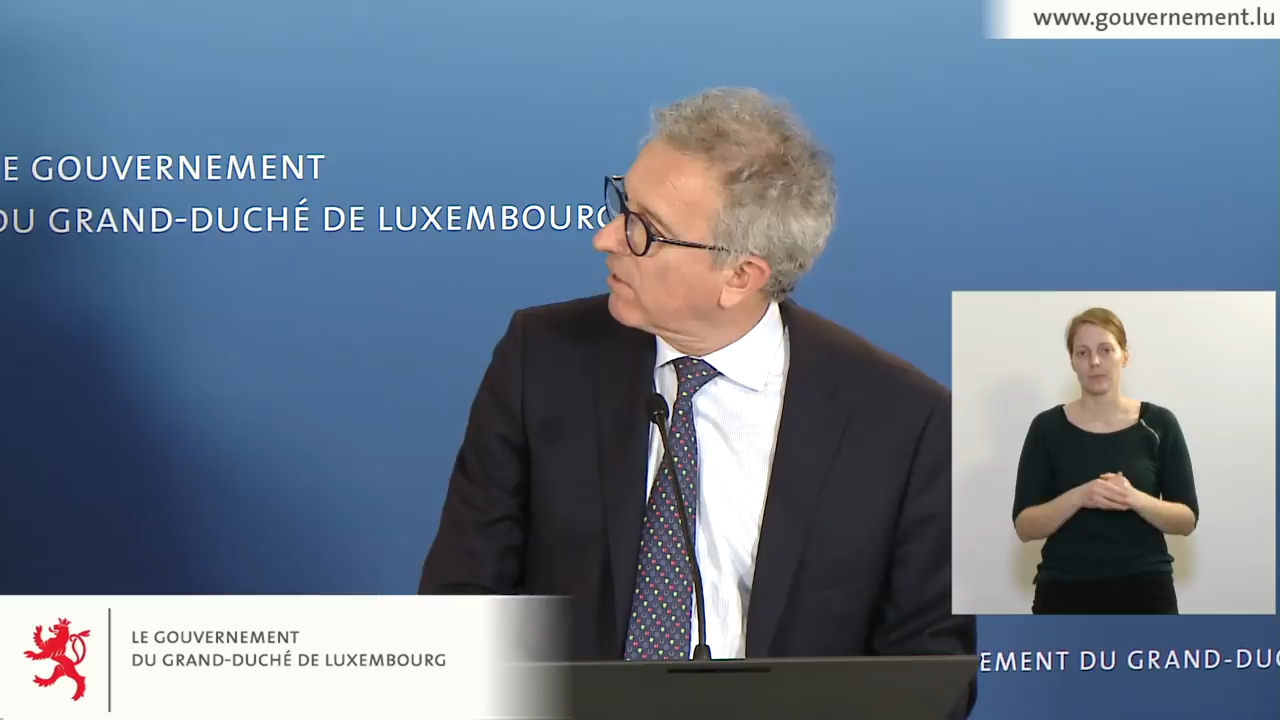 www.gouvernement.lu
E GOUVERNEMENT
DU GRAND-DUCHÉ DE LUXEMBOURG
LE GOUVERNEMENT
DU GRAND-DUCHÉ DE LUXEMBOURG
EMENT DU GRAND-DUC